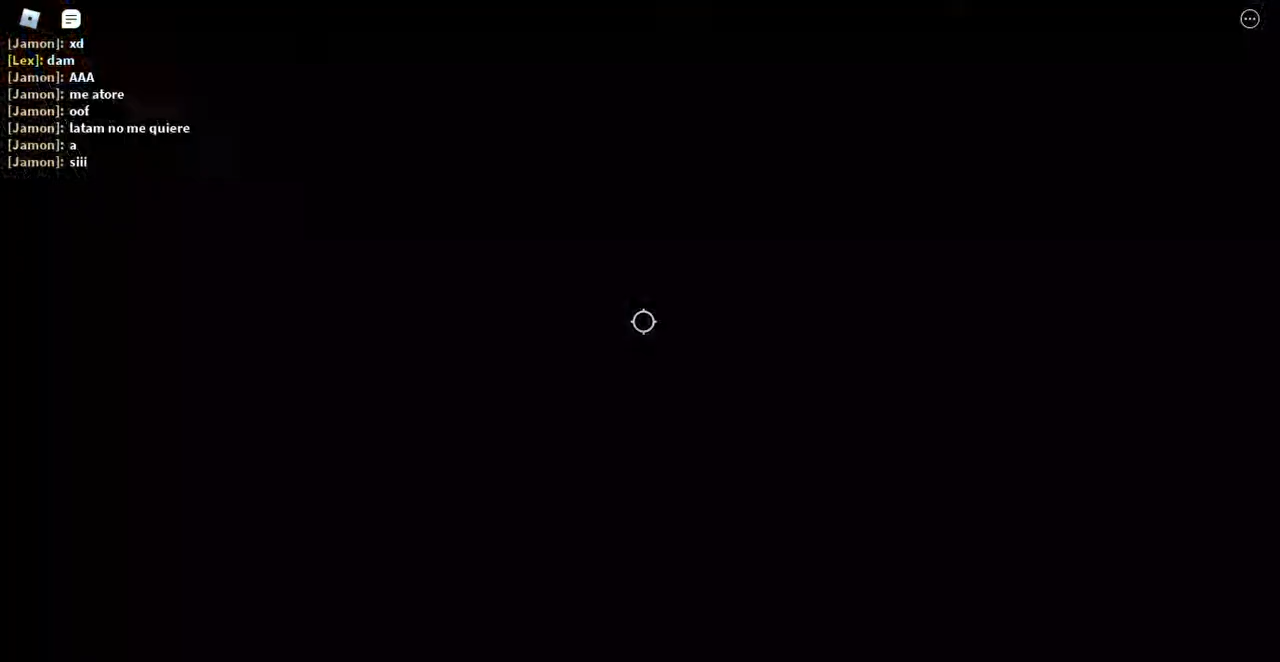 [Jamon]: xd
[Lex]: dam
[Jamon]: AAA
[Jamon]: me atore
[Jamon]: oof
[Jamon]: latam no me quiere
[Jamon]: a
[Jamon]: siii